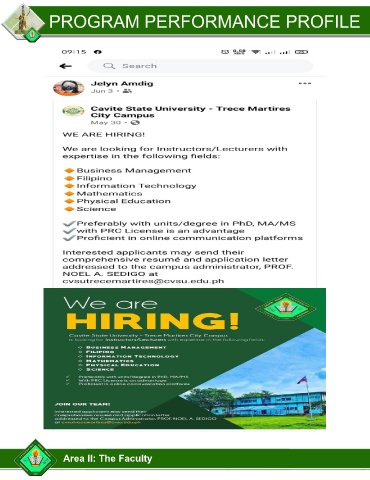 PROGRAM PERFORMANCE PROFILE
09:15
Search
Jelyn Amdig
Jun 3
Cavite State University - Trece Martires
City Campus
May 30
WE ARE HIRING!
We are looking for Instructors/Lecturers with
expertise in the following fields:
Business Management
Filipino
Information Technology
Mathematics
Physical Education
Science
Preferably with units/degree in PhD, MA/MS
with PRC License is an advantage
Proficient in online communication platforms
Interested applicants may send their
comprehensive resumé and application letter
addressed to the campus administrator, PROF.
NOEL A. SEDIGO at
cvsutrecemartires@cvsu.edu.ph
We are
HIRING!
Cavite State University - Trece Martires City Campus
is looking for Instructors/Lecturers with expertise in the following fields:
BUSINESS MANAGEMENT
FILIPINO
INFORMATION TECHNOLOGY
MATHEMATICS
PHYSICAL EDUCATION
SCIENCE
Preferably with units/degree in PhD, MA/MS
With PRC License is an advantage
Proficient in online communication platforms
JOIN OUR TEAM!
Interested applicants may send their
comprehensive resume and application letter
addressed to the Campus Administrator, PROF. NOEL A. SEDIGO
at cvsutrecemartires@cvsu.edu.ph
Area II: The Faculty